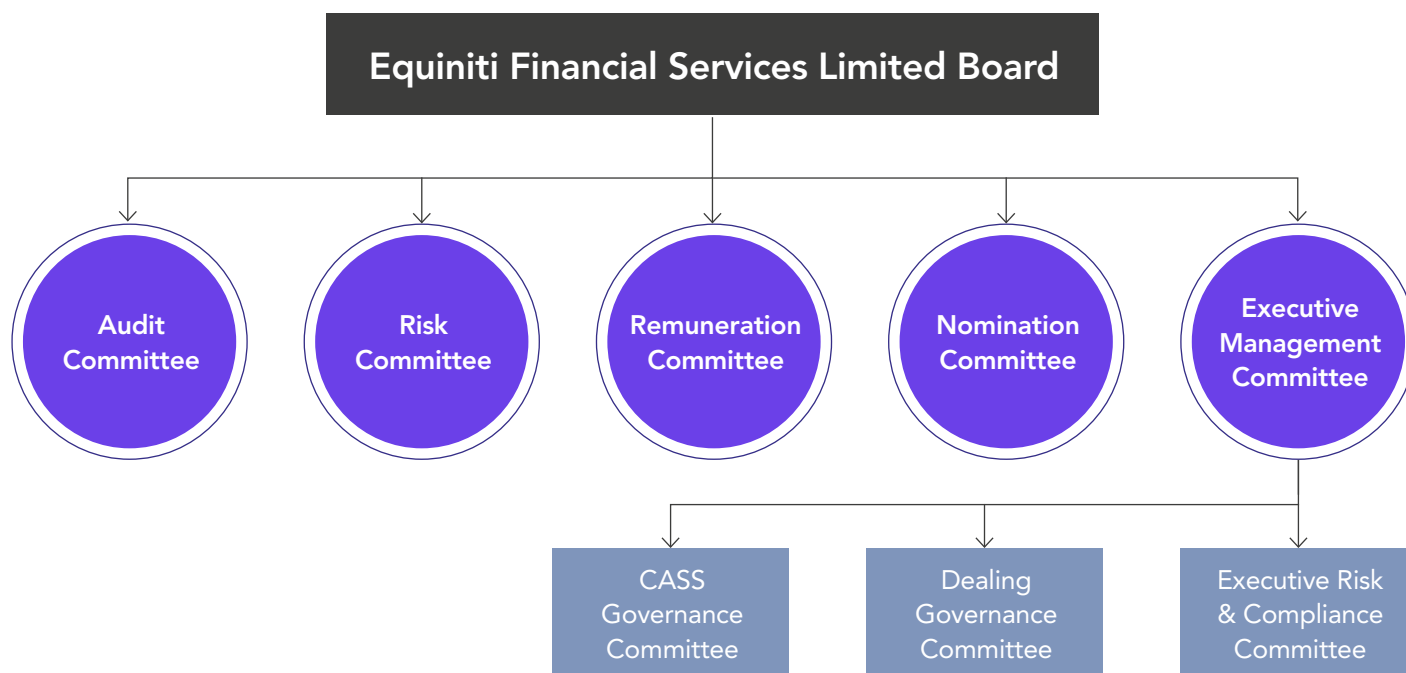 Equiniti Financial Services Limited Board
Audit
Committee
Risk
Committee
Remuneration
Committee
Nomination
Committee
Executive
Management
Committee
CASS
Governance
Committee
Dealing
Governance
Committee
Executive Risk
& Compliance
Committee